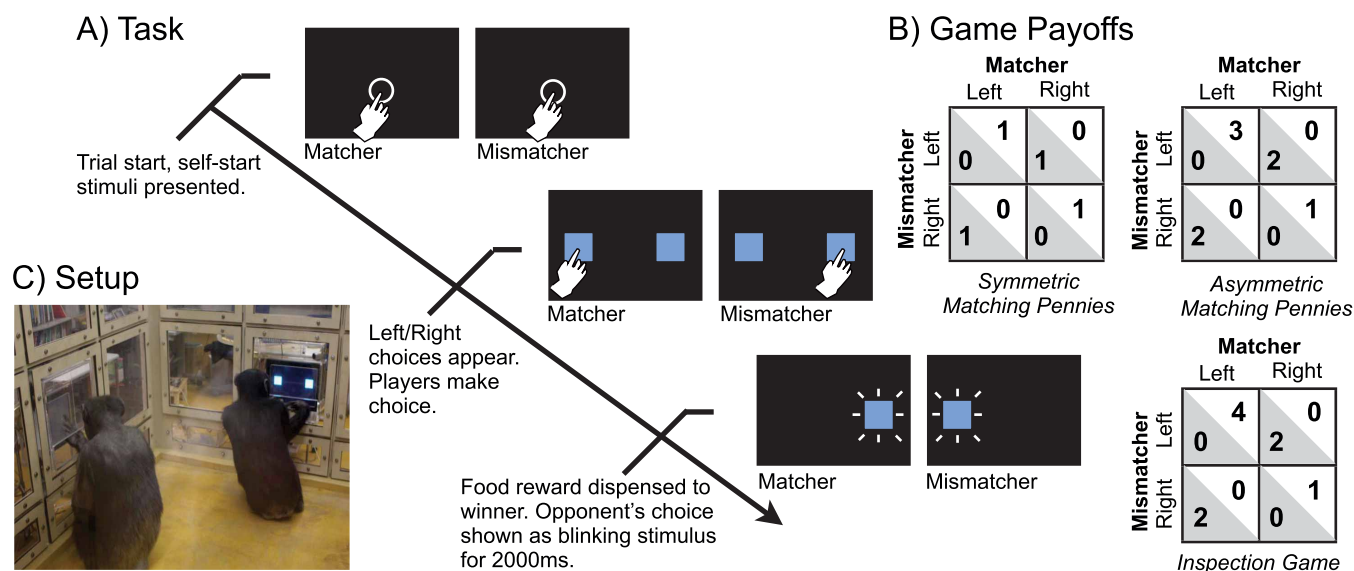 A) Task
Matcher
Mismatcher
Trial start, self-start
stimuli presented.
Matcher
Mismatcher
Left/Right
choices appear.
Players make
choice.
Matcher
Mismatcher
Food reward dispensed to
winner. Opponent's choice
shown as blinking stimulus
for 2000ms.
B) Game Payoffs
Matcher
Left Right
Mismatcher
Left
Right
1 0
0 1
0 1
1 0
Symmetric
Matching Pennies
Matcher
Left Right
Mismatcher
Left
Right
3 0
0 2
0 1
2 0
Asymmetric
Matching Pennies
Matcher
Left Right
Mismatcher
Left
Right
4 0
0 2
0 1
2 0
Inspection Game
C) Setup